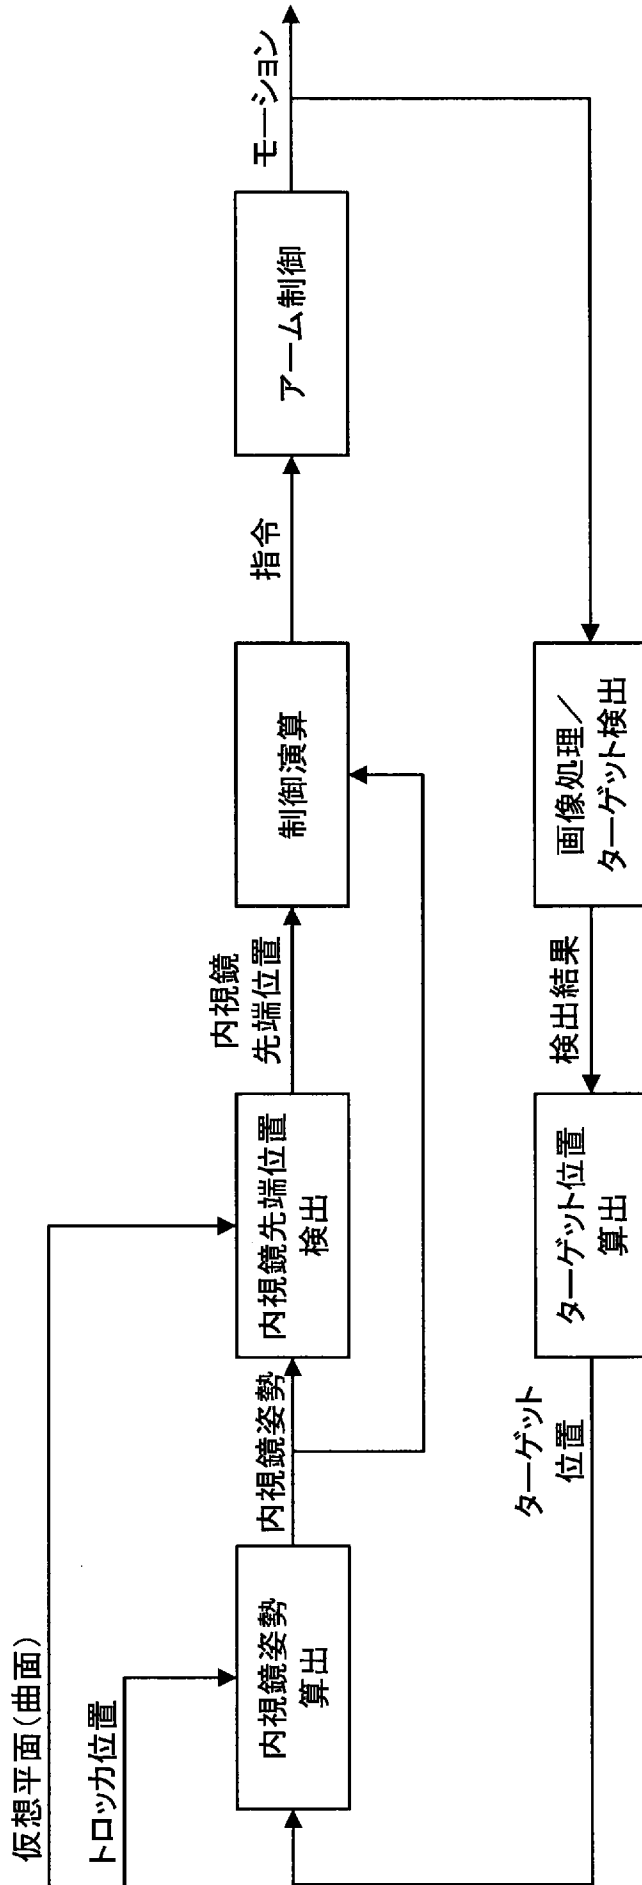 仮想平面(曲面)
トロッカ位置
内視鏡姿勢
算出
内視鏡姿勢
内視鏡先端位置
検出
内視鏡
先端位置
制御演算
指令
アーム制御
モーション
ターゲット
位置
ターゲット位置
算出
検出結果
画像処理／
ターゲット検出